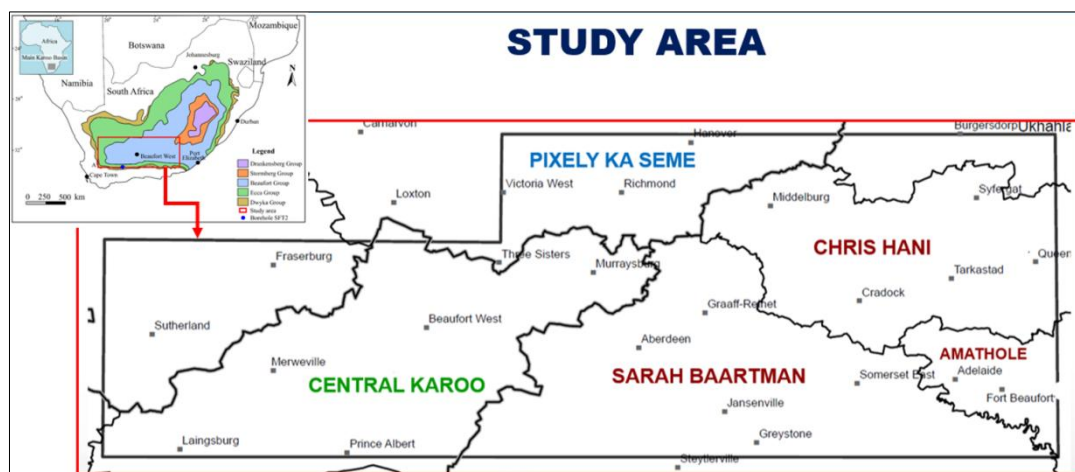 STUDY AREA
Africa
Main Karoo Basin
Mozambique
Botswana
Johannesburg
Swaziland
Namibia
South Africa
N
Durban
Beaufort West
Port
Elizabeth
Cape Town
Legend
Drankensberg Group
Stormberg Group
Beaufort Group
Ecca Group
Dwyka Group
Study area
Borehole SFT2
0 250 500 km
Carnarvon
Hanover
Burgersdorp
Ukhahla
PIXELY KA SEME
Loxton
Victoria West
Richmond
Middelburg
Syfergat
CHRIS HANI
Fraserburg
Three Sisters
Murraysburg
Queen
Tarkastad
Cradock
Graaff-Reinet
Sutherland
Beaufort West
Aberdeen
AMATHOLE
Merweville
CENTRAL KAROO
SARAH BAARTMAN
Somerset East
Adelaide
Fort Beaufort
Jansenville
Laingsburg
Prince Albert
Greystone
Steytlerville